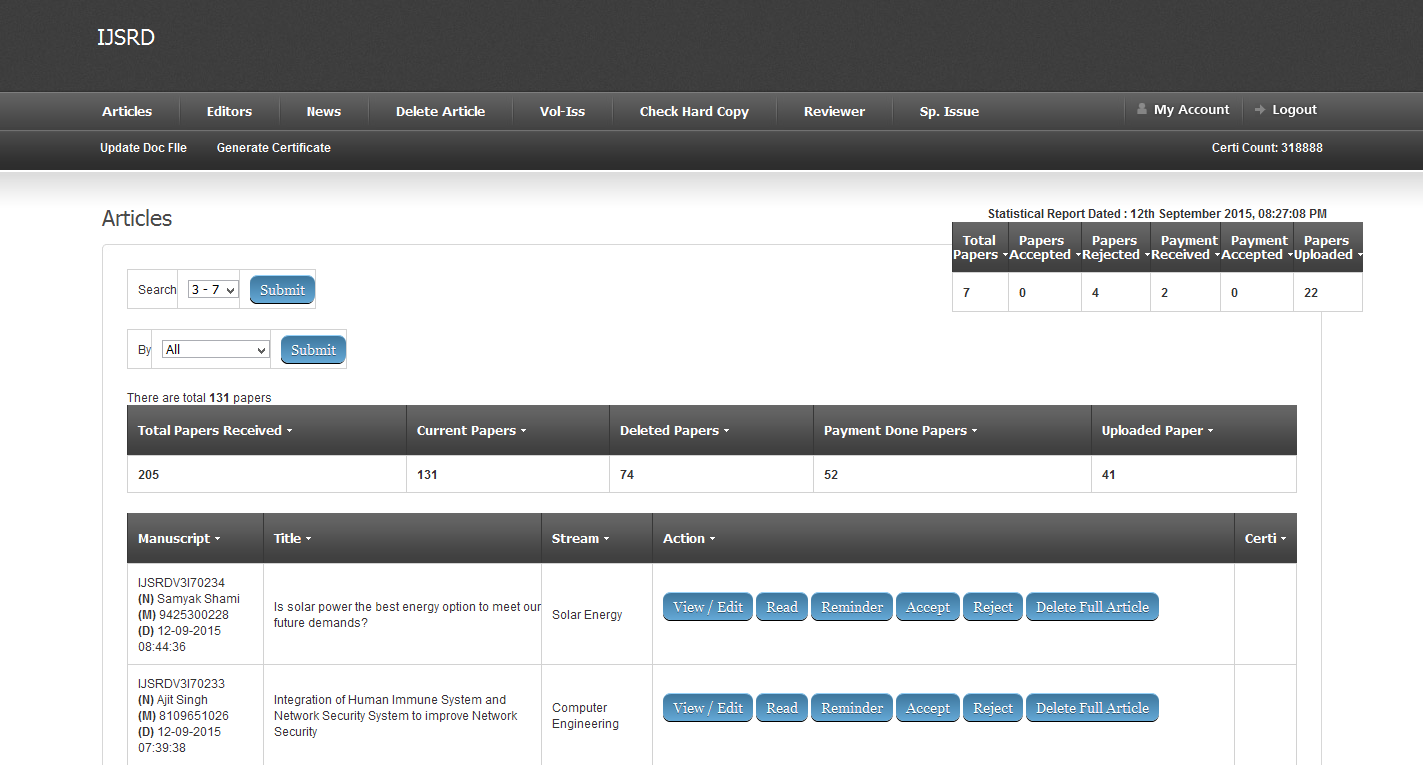 IJSRD
Articles Editors News Delete Article Vol-Iss Check Hard Copy Reviewer Sp. Issue My Account Logout
Update Doc FIle Generate Certificate Certi Count: 318888
Articles
Statistical Report Dated : 12th September 2015, 08:27:08 PM
Total Papers Papers Accepted Papers Rejected Payment Received Payment Accepted Papers Uploaded
7 0 4 2 0 22
Search 3 - 7 Submit
By All Submit
There are total 131 papers
Total Papers Received Current Papers Deleted Papers Payment Done Papers Uploaded Paper
205 131 74 52 41
Manuscript Title Stream Action Certi
IJSRDV3I70234
(N) Samyak Shami
(M) 9425300228
(D) 12-09-2015
08:44:36
Is solar power the best energy option to meet our
future demands?
Solar Energy
View / Edit Read Reminder Accept Reject Delete Full Article
IJSRDV3I70233
(N) Ajit Singh
(M) 8109651026
(D) 12-09-2015
07:39:38
Integration of Human Immune System and
Network Security System to improve Network
Security
Computer
Engineering
View / Edit Read Reminder Accept Reject Delete Full Article